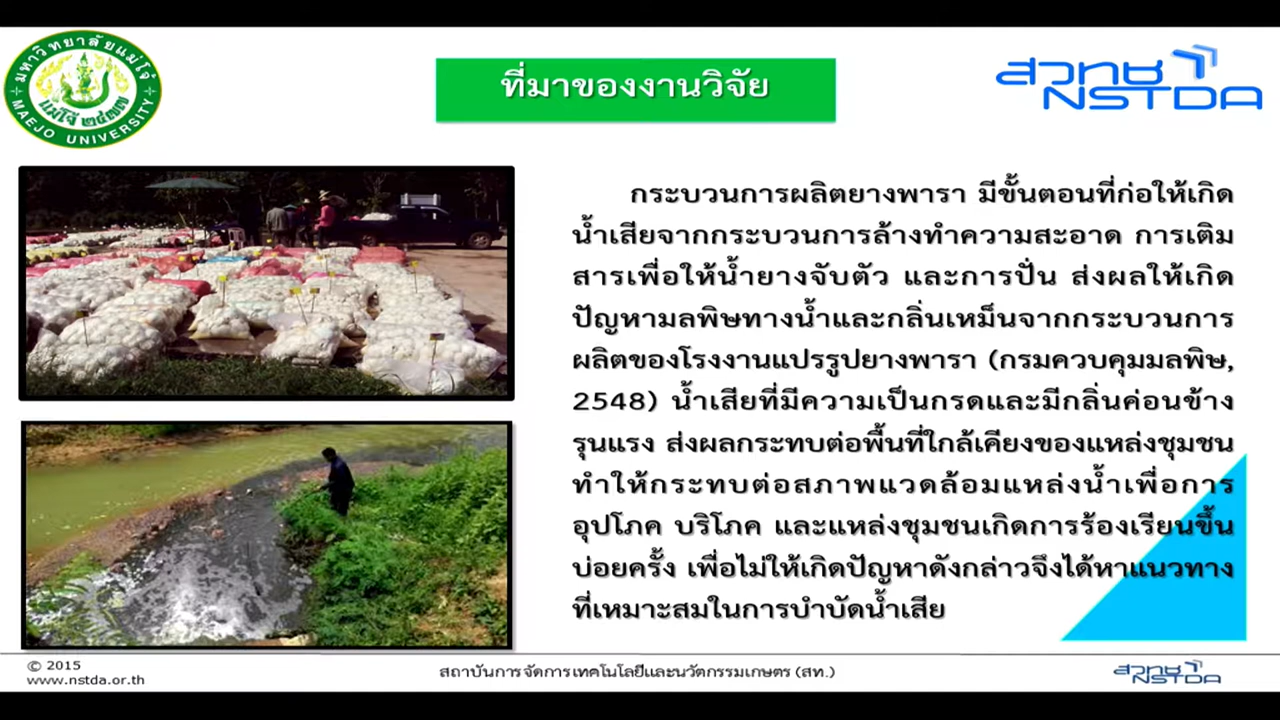 มหาวิทยาลัยแม่โจ้
แม่โจ้ ๒๔๗๗
MAEJO UNIVERSITY
ที่มาของงานวิจัย
สวทช
NSTDA
กระบวนการผลิตยางพารา มีขั้นตอนที่ก่อให้เกิด
น้ำเสียจากกระบวนการล้างทำความสะอาด การเติม
สารเพื่อให้น้ำยางจับตัว และการปั่น ส่งผลให้เกิด
ปัญหามลพิษทางน้ำและกลิ่นเหม็นจากกระบวนการ
ผลิตของโรงงานแปรรูปยางพารา (กรมควบคุมมลพิษ,
2548) น้ำเสียที่มีความเป็นกรดและมีกลิ่นค่อนข้าง
รุนแรง ส่งผลกระทบต่อพื้นที่ใกล้เคียงของแหล่งชุมชน
ทำให้กระทบต่อสภาพแวดล้อมแหล่งน้ำเพื่อการ
อุปโภค บริโภค และแหล่งชุมชนเกิดการร้องเรียนขึ้น
บ่อยครั้ง เพื่อไม่ให้เกิดปัญหาดังกล่าวจึงได้หาแนวทาง
ที่เหมาะสมในการบำบัดน้ำเสีย
© 2015
www.nstda.or.th
สถาบันการจัดการเทคโนโลยีและนวัตกรรมเกษตร (สท.)
สวทช
NSTDA